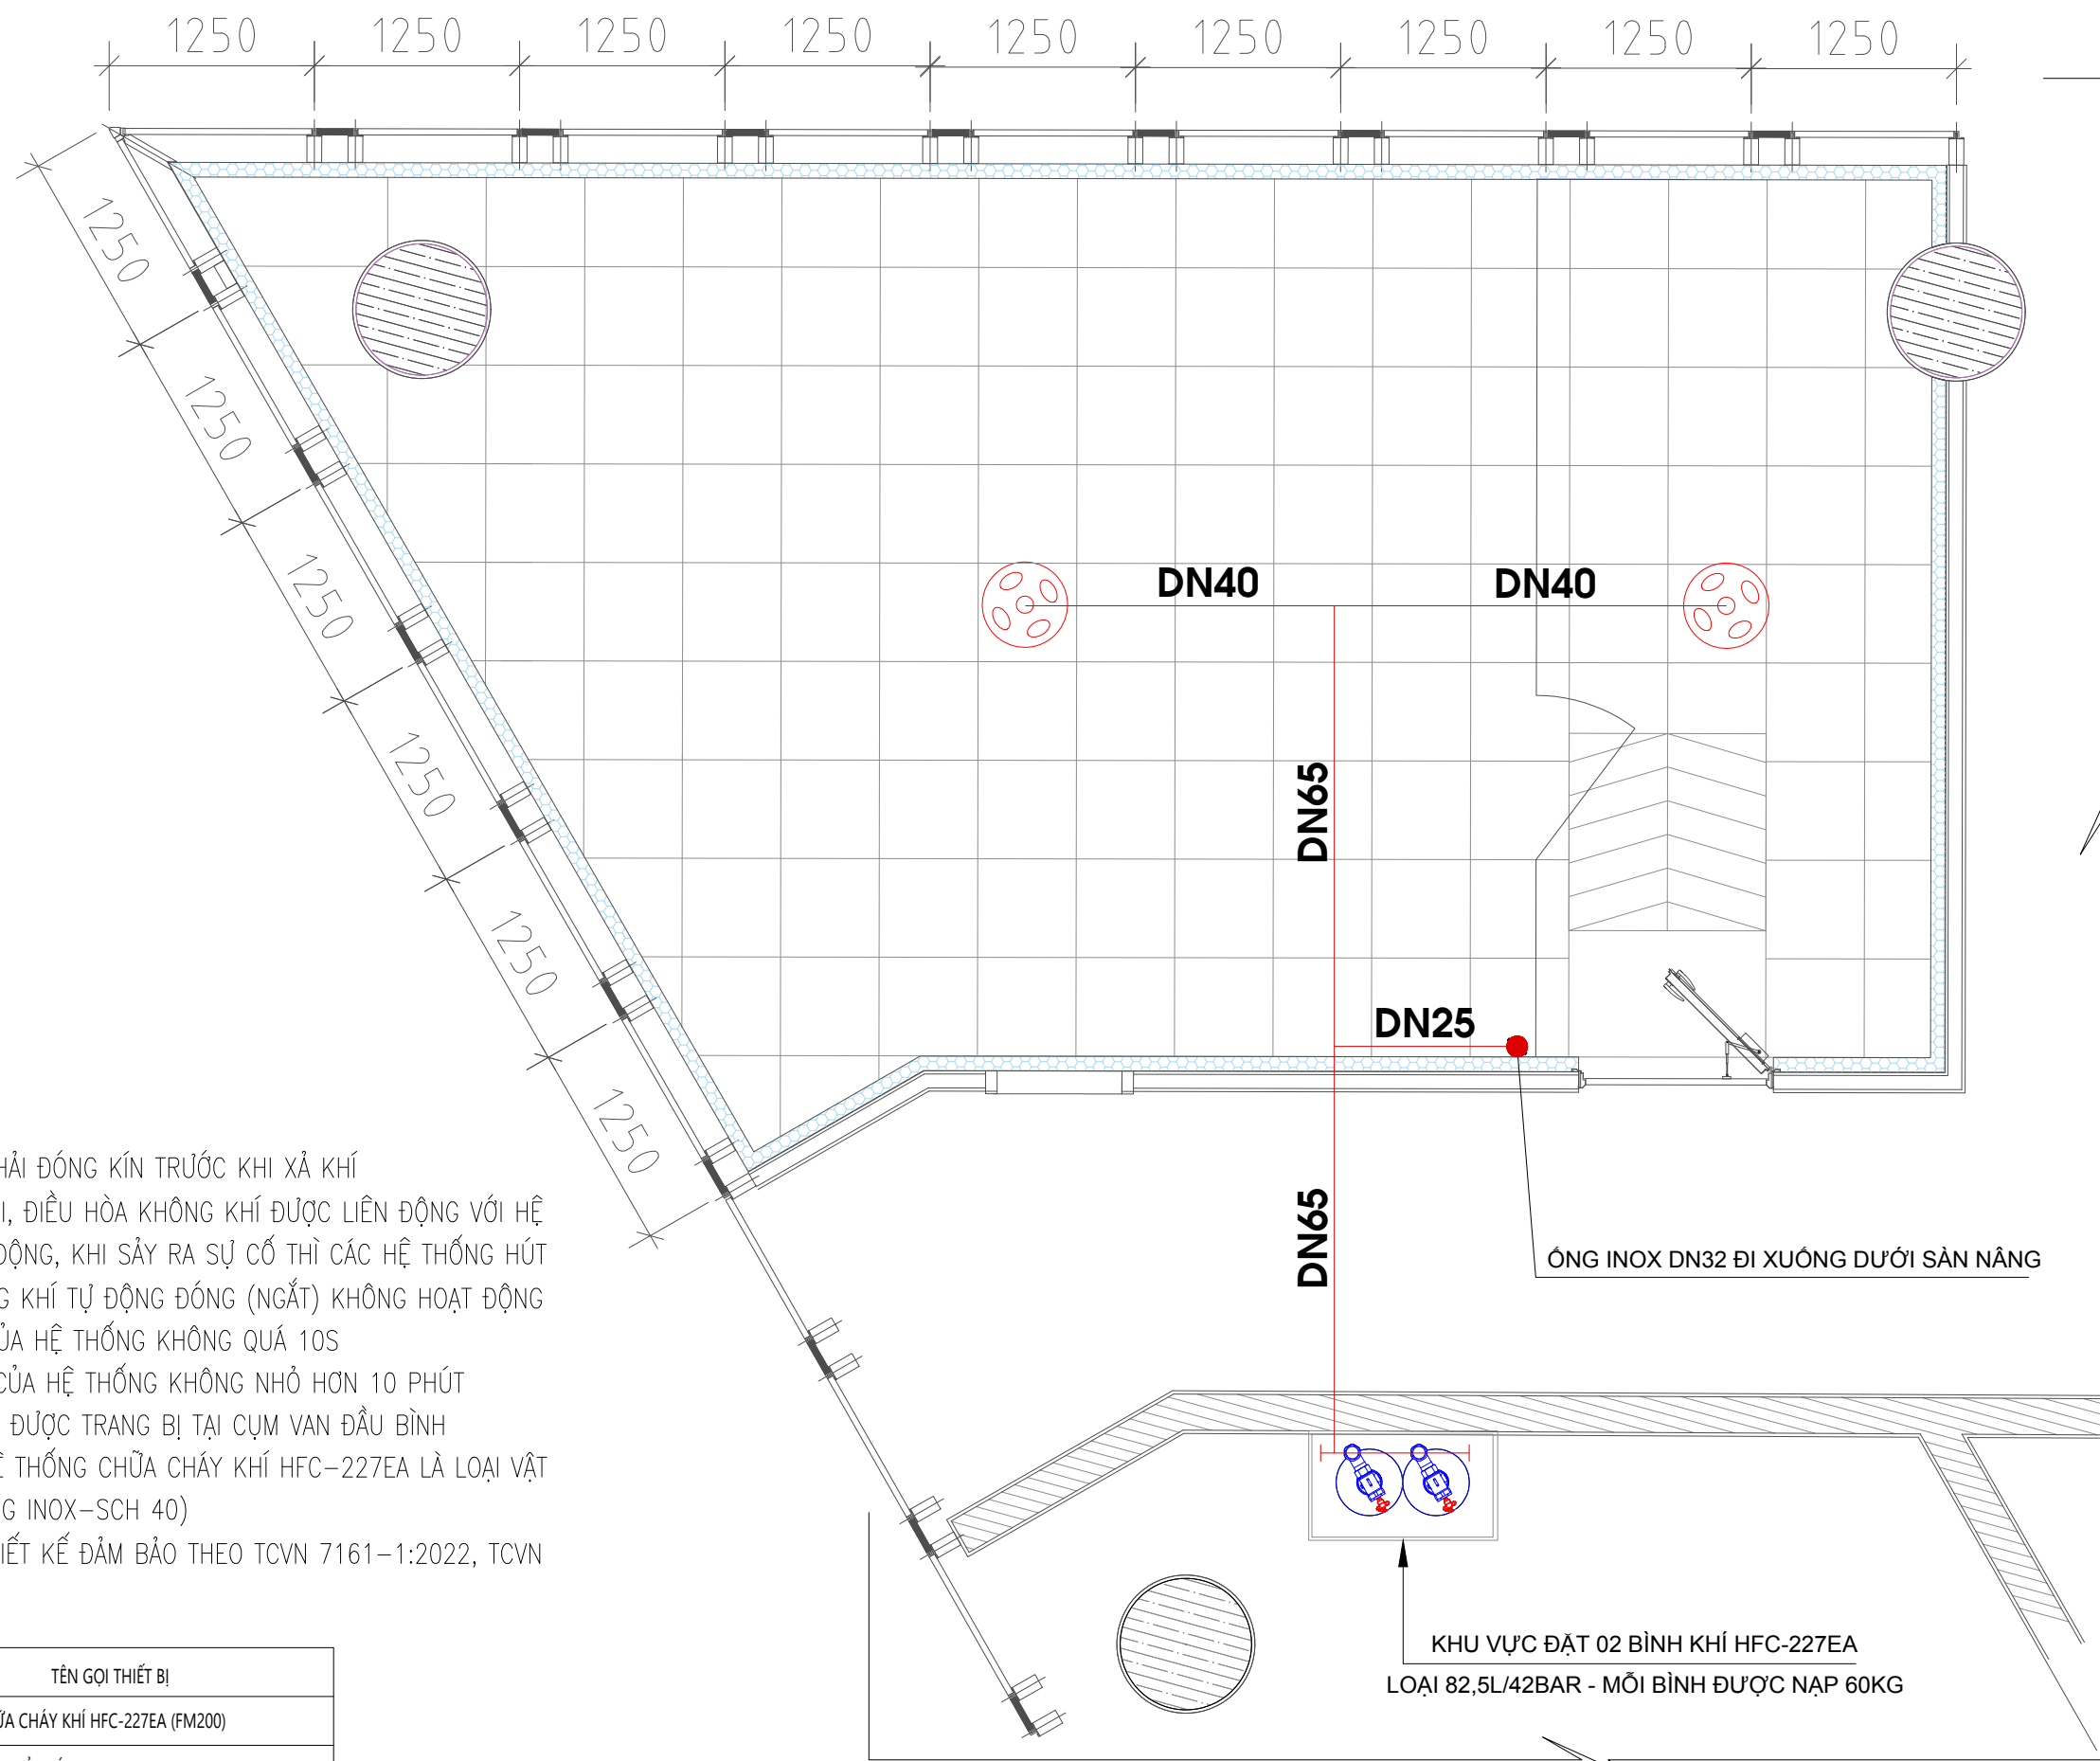 1250 1250 1250 1250 1250 1250 1250 1250 1250
1250
1250
1250
1250
1250
1250
DN40 DN40
DN65
DN25
DN65
ỐNG INOX DN32 ĐI XUỐNG DƯỚI SÀN NÂNG
HẢI ĐÓNG KÍN TRƯỚC KHI XẢ KHÍ
I, ĐIỀU HÒA KHÔNG KHÍ ĐƯỢC LIÊN ĐỘNG VỚI HỆ
ĐỘNG, KHI SẢY RA SỰ CỐ THÌ CÁC HỆ THỐNG HÚT
G KHÍ TỰ ĐỘNG ĐÓNG (NGẮT) KHÔNG HOẠT ĐỘNG
ỦA HỆ THỐNG KHÔNG QUÁ 10S
CỦA HỆ THỐNG KHÔNG NHỎ HƠN 10 PHÚT
ĐƯỢC TRANG BỊ TẠI CỤM VAN ĐẦU BÌNH
Ệ THỐNG CHỮA CHÁY KHÍ HFC-227EA LÀ LOẠI VẬT
G INOX-SCH 40)
IẾT KẾ ĐẢM BẢO THEO TCVN 7161-1:2022, TCVN
KHU VỰC ĐẶT 02 BÌNH KHÍ HFC-227EA
LOẠI 82,5L/42BAR - MỖI BÌNH ĐƯỢC NẠP 60KG
TÊN GỌI THIẾT BỊ
ỮA CHÁY KHÍ HFC-227EA (FM200)